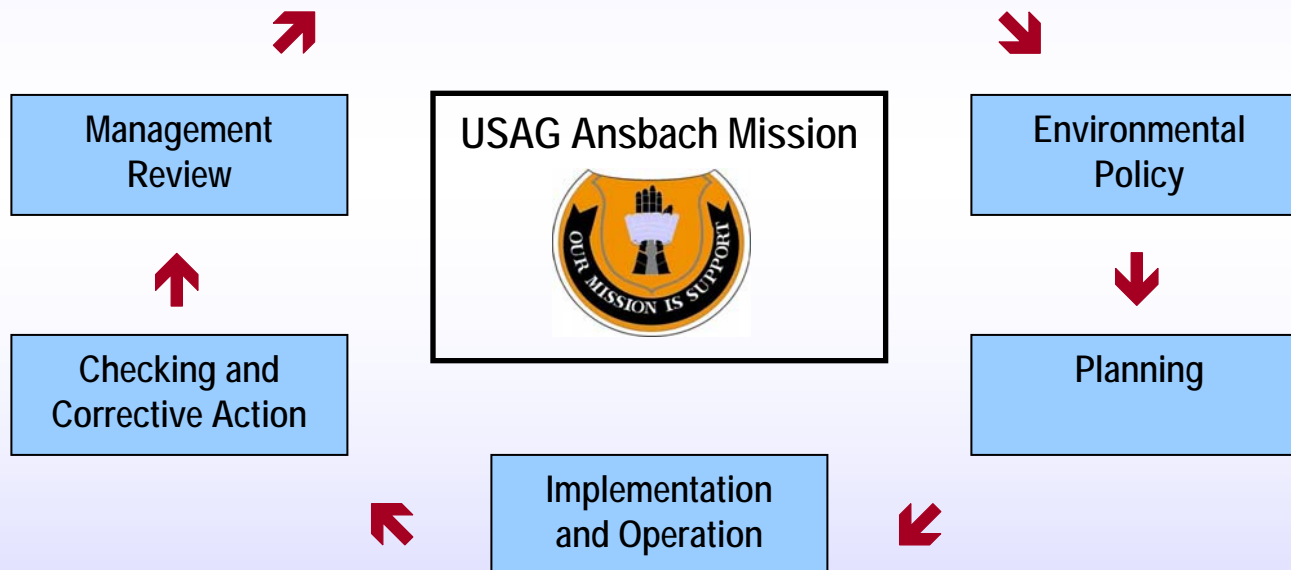 Management
Review
USAG Ansbach Mission
OUR MISSION IS SUPPORT
Environmental
Policy
Checking and
Corrective Action
Planning
Implementation
and Operation